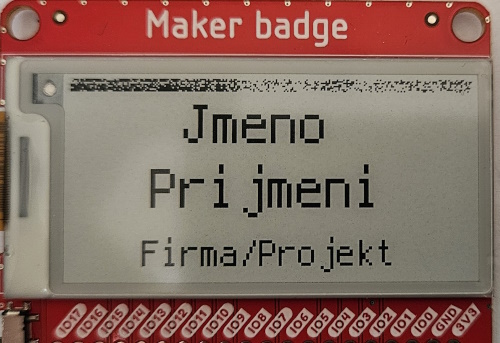 Maker badge
Jmeno
Prijmeni
Firma/Projekt
IO17 IO16 IO15 IO14 IO13 IO12 IO11 IO10 IO9 IO8 IO7 IO6 IO5 IO4 IO3 IO2 IO1 IO0 GND 3V3